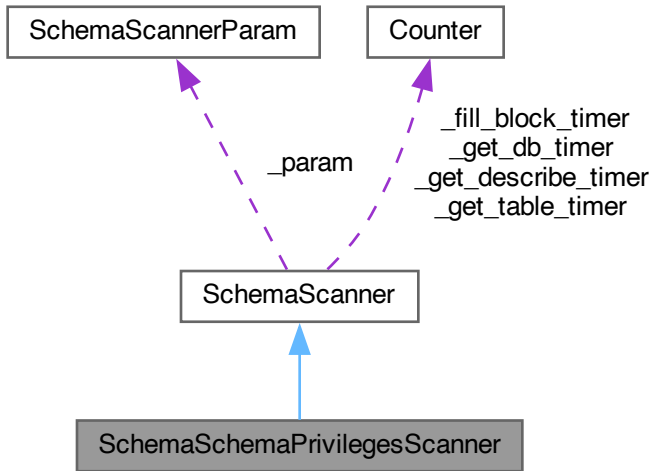 SchemaScannerParam
Counter
_fill_block_timer
_get_db_timer
_get_describe_timer
_get_table_timer
_param
SchemaScanner
SchemaSchemaPrivilegesScanner